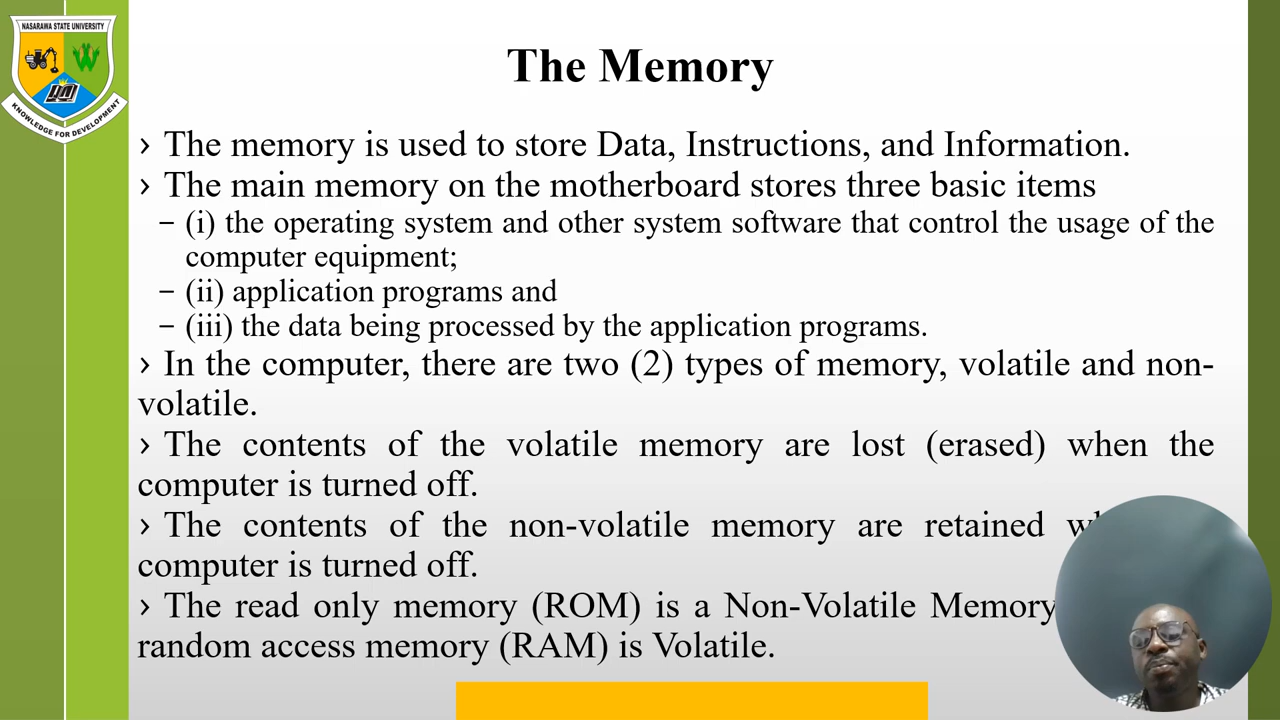 NASARAWA STATE UNIVERSITY
KNOWLEDGE FOR DEVELOPMENT
The Memory
› The memory is used to store Data, Instructions, and Information.
› The main memory on the motherboard stores three basic items
– (i) the operating system and other system software that control the usage of the
computer equipment;
– (ii) application programs and
– (iii) the data being processed by the application programs.
› In the computer, there are two (2) types of memory, volatile and non-
volatile.
› The contents of the volatile memory are lost (erased) when the
computer is turned off.
› The contents of the non-volatile memory are retained
computer is turned off.
› The read only memory (ROM) is a Non-Volatile Memory
random access memory (RAM) is Volatile.